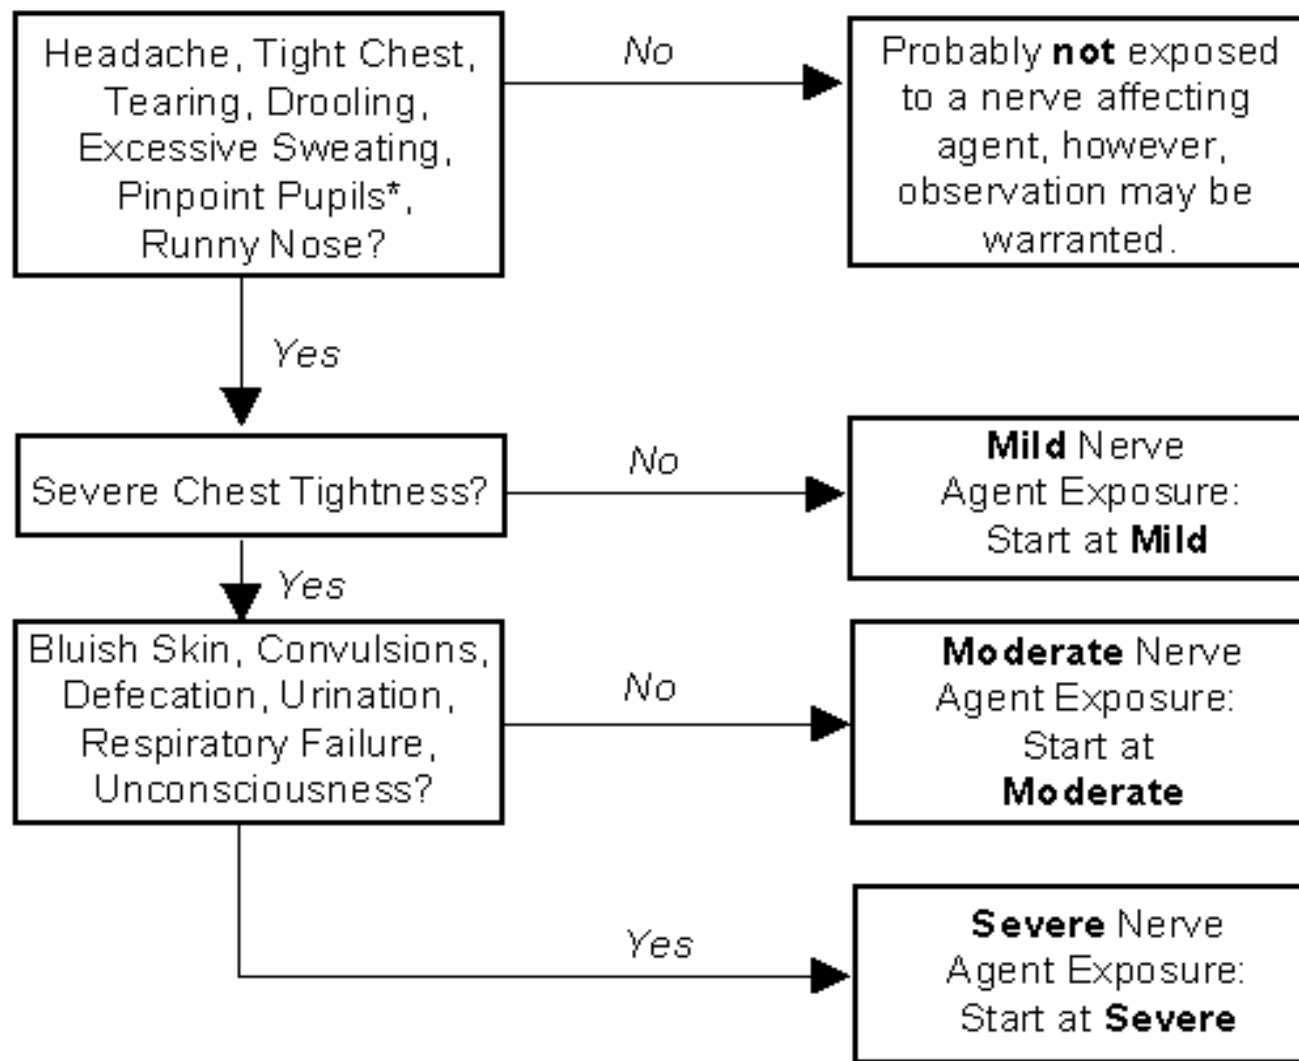 Headache, Tight Chest,
Tearing, Drooling,
Excessive Sweating,
Pinpoint Pupils*,
Runny Nose?
No
Probably not exposed
to a nerve affecting
agent, however,
observation may be
warranted.
Yes
Severe Chest Tightness?
No
Mild Nerve
Agent Exposure:
Start at Mild
Yes
Bluish Skin, Convulsions,
Defecation, Urination,
Respiratory Failure,
Unconsciousness?
No
Moderate Nerve
Agent Exposure:
Start at
Moderate
Yes
Severe Nerve
Agent Exposure:
Start at Severe